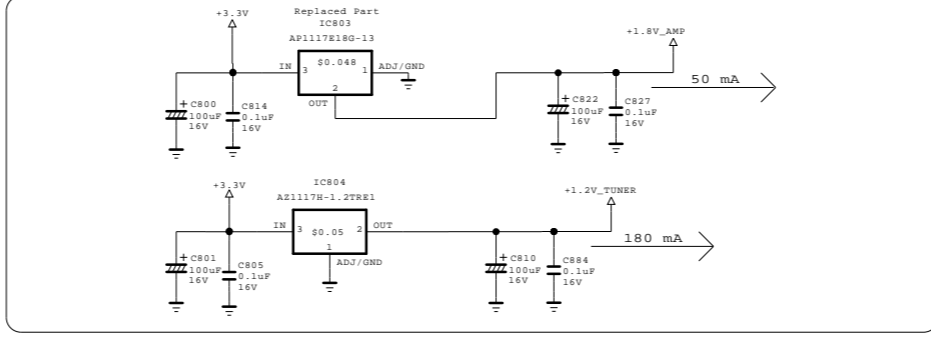 Replaced Part
+3.3V
IC803
AP1117E18G-13
+1.8V_AMP
IN
3
$0.048
1
ADJ/GND
2
OUT
50 mA
+
C800
100uF
16V
C814
0.1uF
16V
+
C822
100uF
16V
C827
0.1uF
16V
+3.3V
IC804
AZ1117H-1.2TRE1
+1.2V_TUNER
IN
3
$0.05
2
OUT
1
ADJ/GND
180 mA
+
C801
100uF
16V
C805
0.1uF
16V
+
C810
100uF
16V
C884
0.1uF
16V